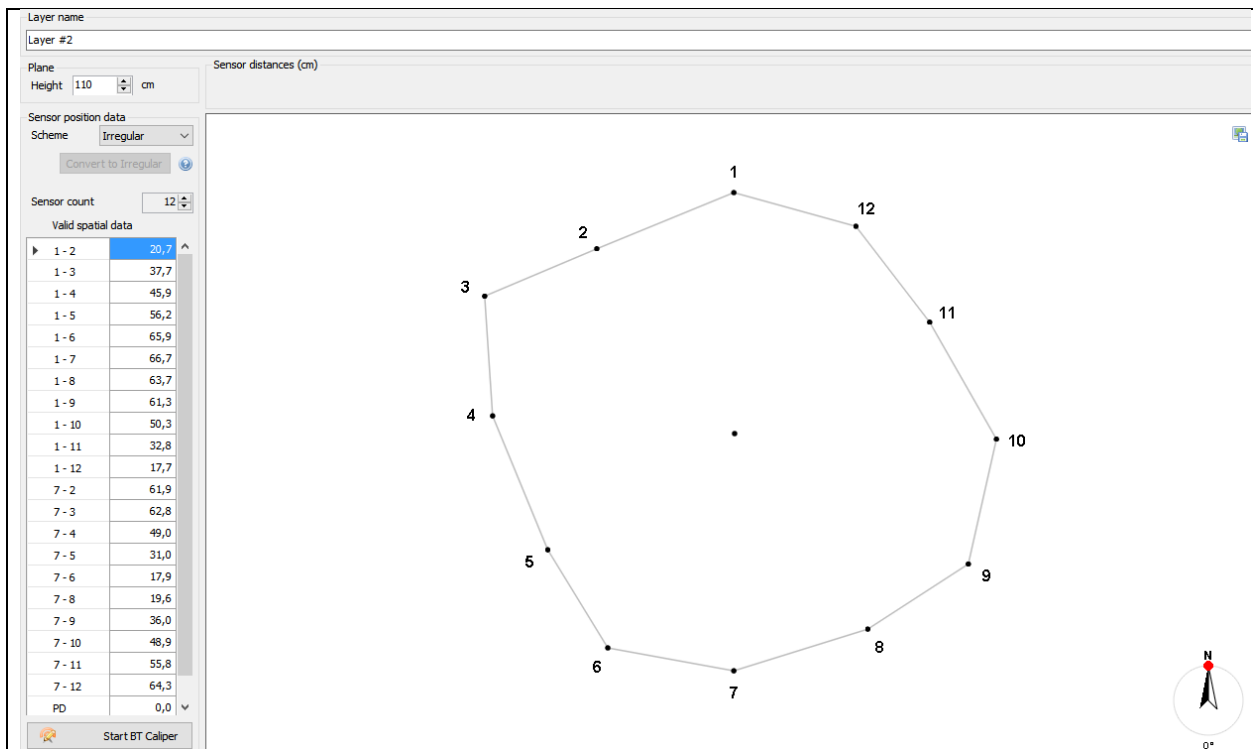 Layer name
Layer #2
Plane
Height 110 cm
Sensor distances (cm)
Sensor position data
Scheme Irregular
Convert to Irregular
Sensor count 12
Valid spatial data
1 - 2 20,7
1 - 3 37,7
1 - 4 45,9
1 - 5 56,2
1 - 6 65,9
1 - 7 66,7
1 - 8 63,7
1 - 9 61,3
1 - 10 50,3
1 - 11 32,8
1 - 12 17,7
7 - 2 61,9
7 - 3 62,8
7 - 4 49,0
7 - 5 31,0
7 - 6 17,9
7 - 8 19,6
7 - 9 36,0
7 - 10 48,9
7 - 11 55,8
7 - 12 64,3
PD 0,0
Start BT Caliper
1
12
2
3
11
4
10
5
9
6
8
7
N
0°